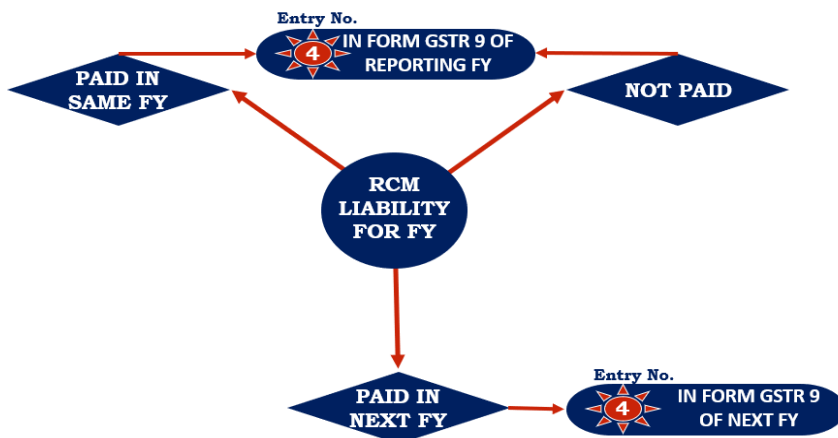 Entry No.
4
IN FORM GSTR 9 OF
REPORTING FY
PAID IN
SAME FY
NOT PAID
RCM
LIABILITY
FOR FY
PAID IN
NEXT FY
Entry No.
4
IN FORM GSTR 9
OF NEXT FY